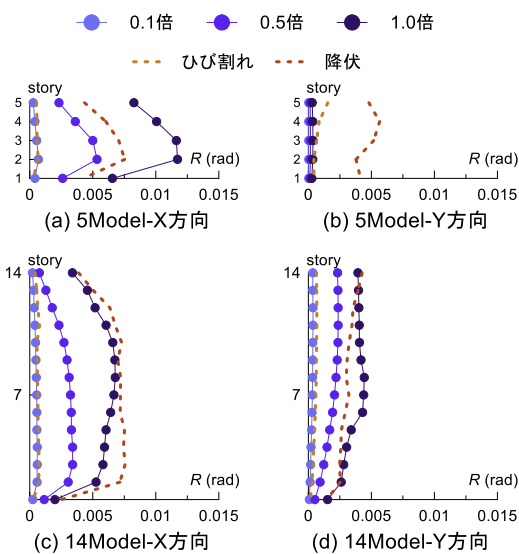 0.1倍 0.5倍 1.0倍
ひび割れ 降伏
story story
5 5
4 4
3 3
2 R (rad) 2 R (rad)
1 1
0 0.005 0.01 0.015 0 0.005 0.01 0.015
(a) 5Model-X方向 (b) 5Model-Y方向
story story
14 14
7 7
R (rad) R (rad)
0 0.005 0.01 0.015 0 0.005 0.01 0.015
(c) 14Model-X方向 (d) 14Model-Y方向